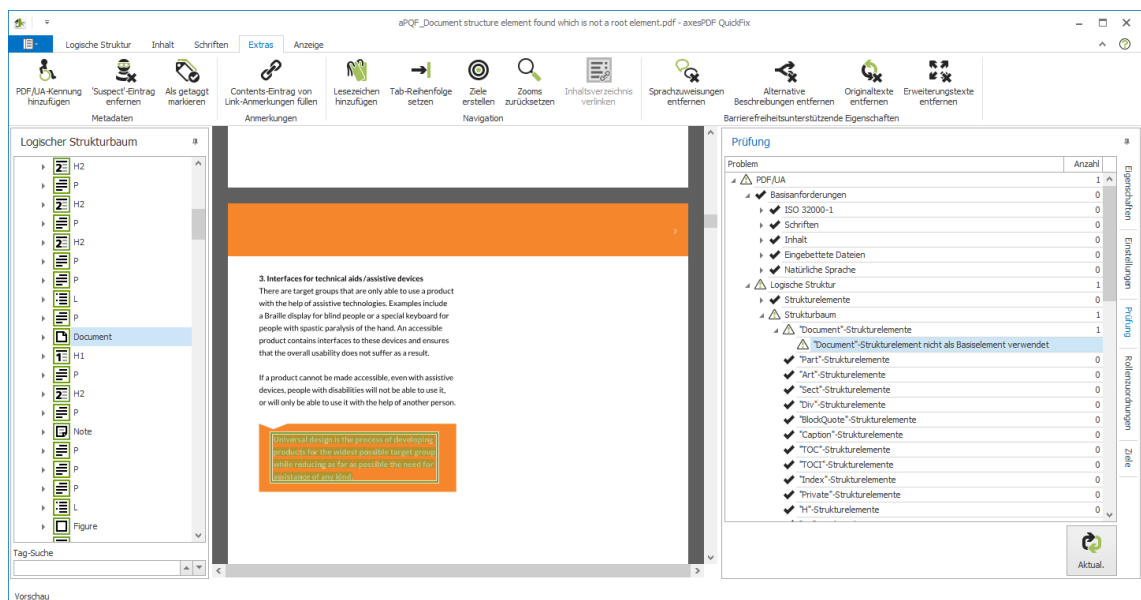 aPQF_Document structure element found which is not a root element.pdf - axesPDF QuickFix
Logische Struktur
Inhalt
Schriften
Extras
Anzeige
PDF/UA-Kennung
hinzufügen
'Suspect'-Eintrag
enfernen
Als getaggt
markieren
Contents-Eintrag von
Link-Anmerkungen füllen
Lesezeichen
hinzufügen
Tab-Reihenfolge
setzen
Ziele
erstellen
Zooms
zurücksetzen
Inhaltsverzeichnis
verlinken
Sprachzuweisungen
entfernen
Alternative
Beschreibungen entfernen
Originaltexte
entfernen
Erweiterungstexte
entfernen
Metadaten
Anmerkungen
Navigation
Barrierefreiheitsunterstützende Eigenschaften
Logischer Strukturbaum
H2
P
H2
P
H2
P
P
L
P
Document
H1
P
H2
P
Note
P
P
P
L
Figure
Tag-Suche
Vorschau
3. Interfaces for technical aids/assistive devices
There are target groups that are only able to use a product
with the help of assistive technologies. Examples include
a Braille display for blind people or a special keyboard for
people with spastic paralysis of the hand. An accessible
product contains interfaces to these devices and ensures
that the overall usability does not suffer as a result.
If a product cannot be made accessible, even with assistive
devices, people with disabilities will not be able to use it,
or will only be able to use it with the help of another person.
Universal design is the process of developing
products for the widest possible target group
while reducing as far as possible the need for
assistance of any kind.
Prüfung
Problem Anzahl
PDF/UA 1
Basisanforderungen 0
ISO 32000-1 0
Schriften 0
Inhalt 0
Eingebettete Dateien 0
Natürliche Sprache 0
Logische Struktur 1
Strukturelemente 0
Strukturbaum 1
"Document"-Strukturelemente 1
"Document"-Strukturelement nicht als Basiselement verwendet
"Part"-Strukturelemente 0
"Art"-Strukturelemente 0
"Sect"-Strukturelemente 0
"Div"-Strukturelemente 0
"BlockQuote"-Strukturelemente 0
"Caption"-Strukturelemente 0
"TOC"-Strukturelemente 0
"TOCI"-Strukturelemente 0
"Index"-Strukturelemente 0
"Private"-Strukturelemente 0
"H"-Strukturelemente 0
Aktual.
Eigenschaften
Einstellungen
Prüfung
Rollenzuordnungen
Ziele